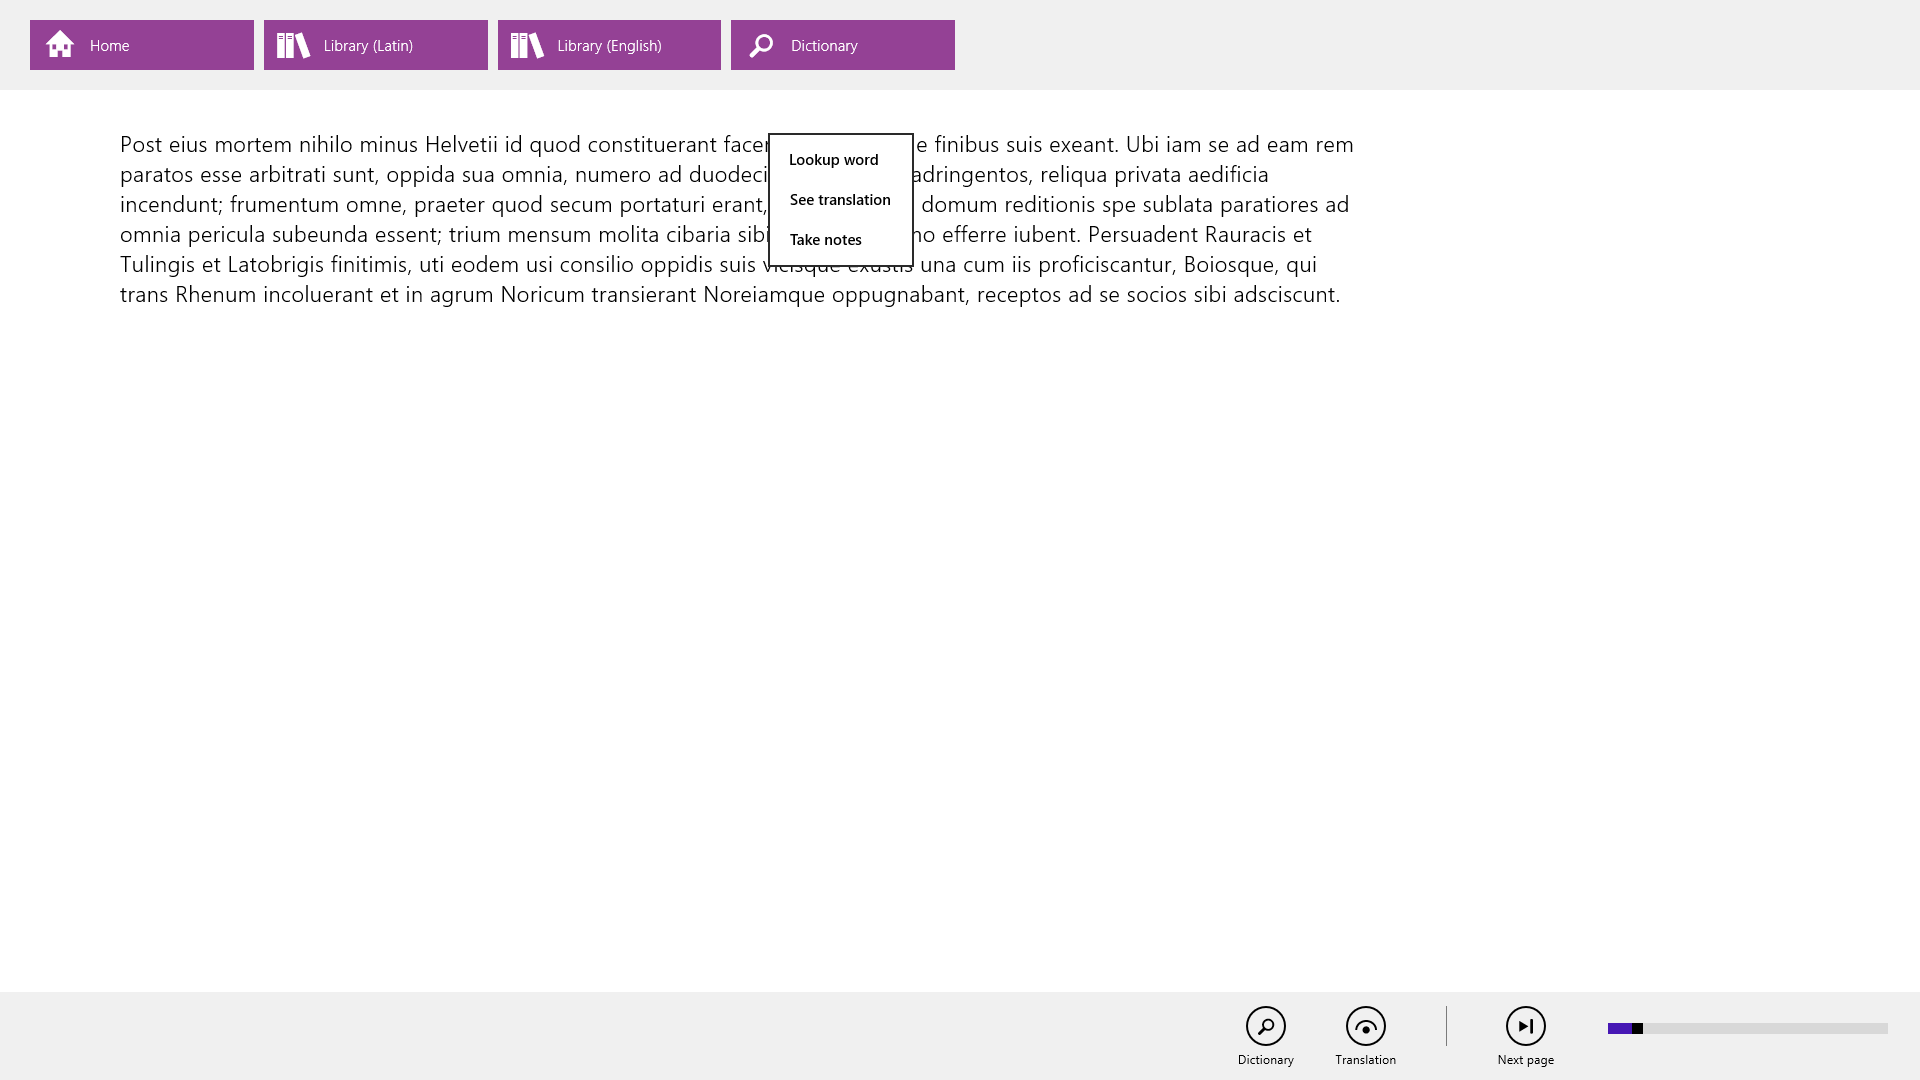 Home
Library (Latin)
Library (English)
Dictionary
Post eius mortem nihilo minus Helvetii id quod constituerant facer e finibus suis exeant. Ubi iam se ad eam rem
paratos esse arbitrati sunt, oppida sua omnia, numero ad duodeci adringentos, reliqua privata aedificia
incendunt; frumentum omne, praeter quod secum portaturi erant, domum reditionis spe sublata paratiores ad
omnia pericula subeunda essent; trium mensum molita cibaria sibi no efferre iubent. Persuadent Rauracis et
Tulingis et Latobrigis finitimis, uti eodem usi consilio oppidis suis vicisque exustis una cum iis proficiscantur, Boiosque, qui
trans Rhenum incoluerant et in agrum Noricum transierant Noreiamque oppugnabant, receptos ad se socios sibi adsciscunt.
Lookup word
See translation
Take notes
Dictionary
Translation
Next page